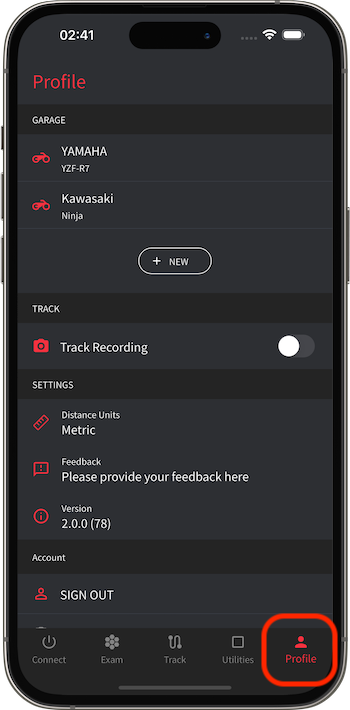 02:41
Profile
GARAGE
YAMAHA
YZF-R7
Kawasaki
Ninja
+ NEW
TRACK
Track Recording
SETTINGS
Distance Units
Metric
Feedback
Please provide your feedback here
Version
2.0.0 (78)
Account
SIGN OUT
Connect
Exam
Track
Utilities
Profile